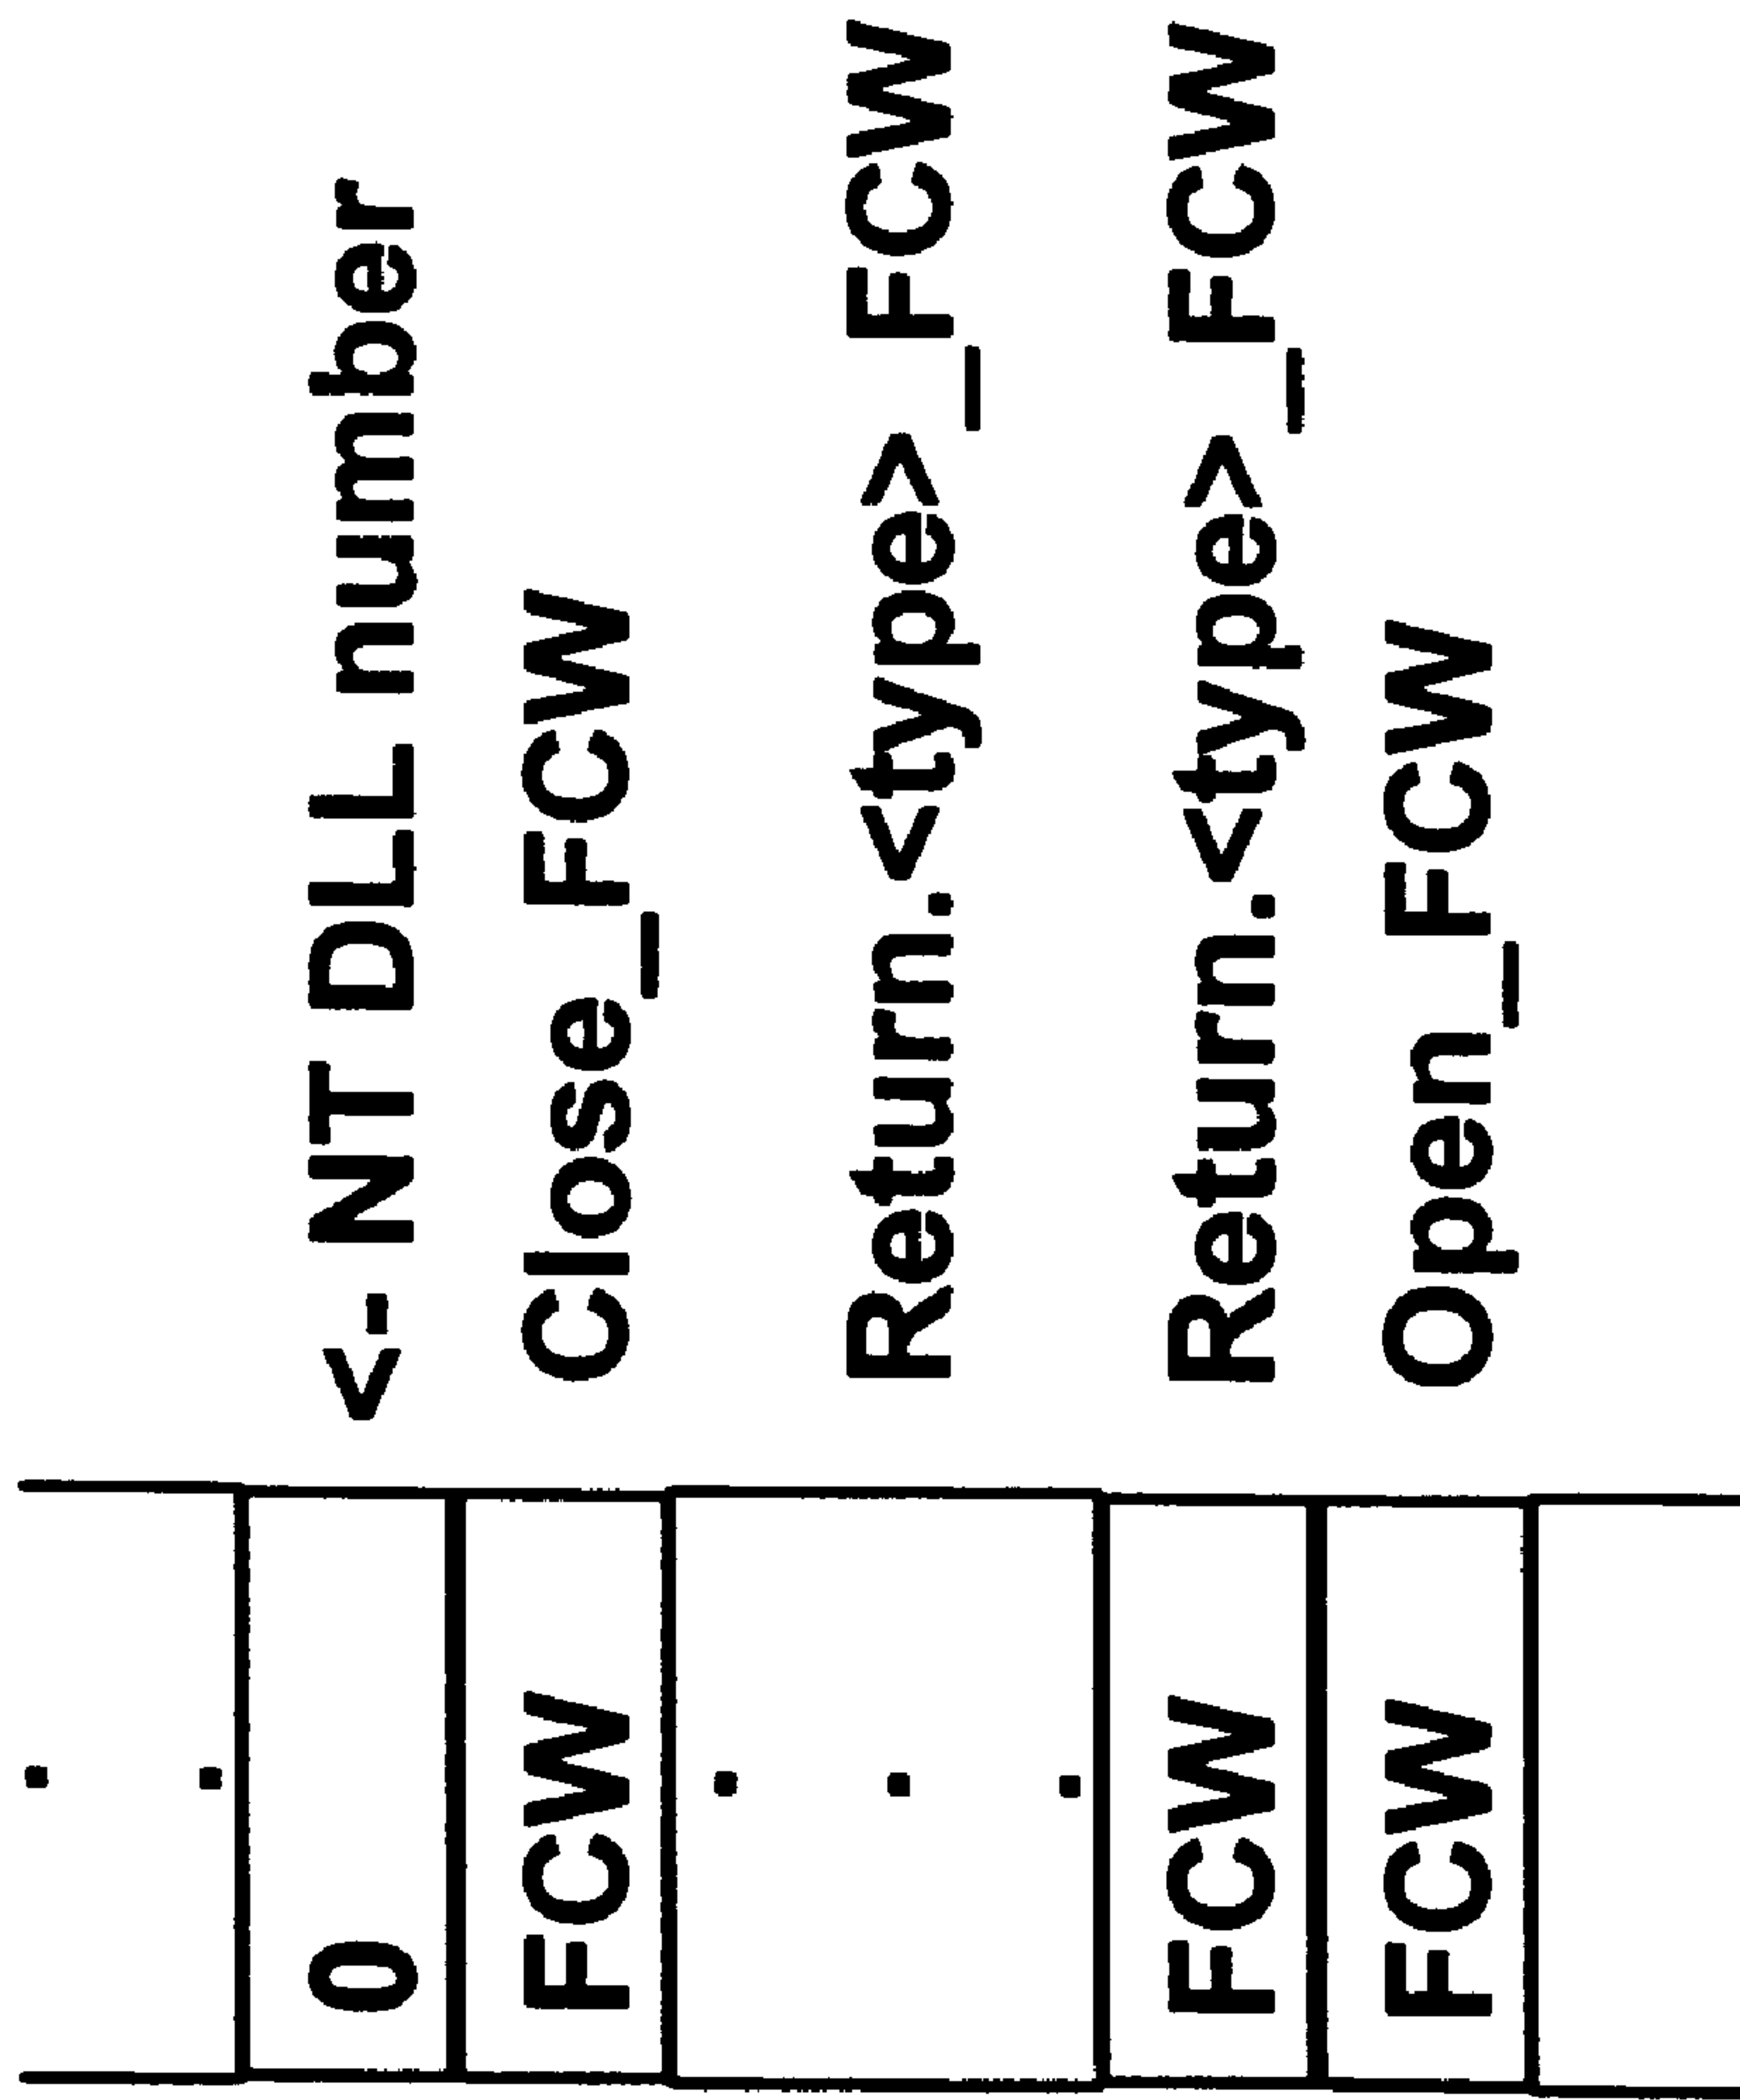 0 <- NT DLL number
FCW Close_FCW
Return.<type>_FCW
FCW Return.<type>_FCW
FCW Open_FCW